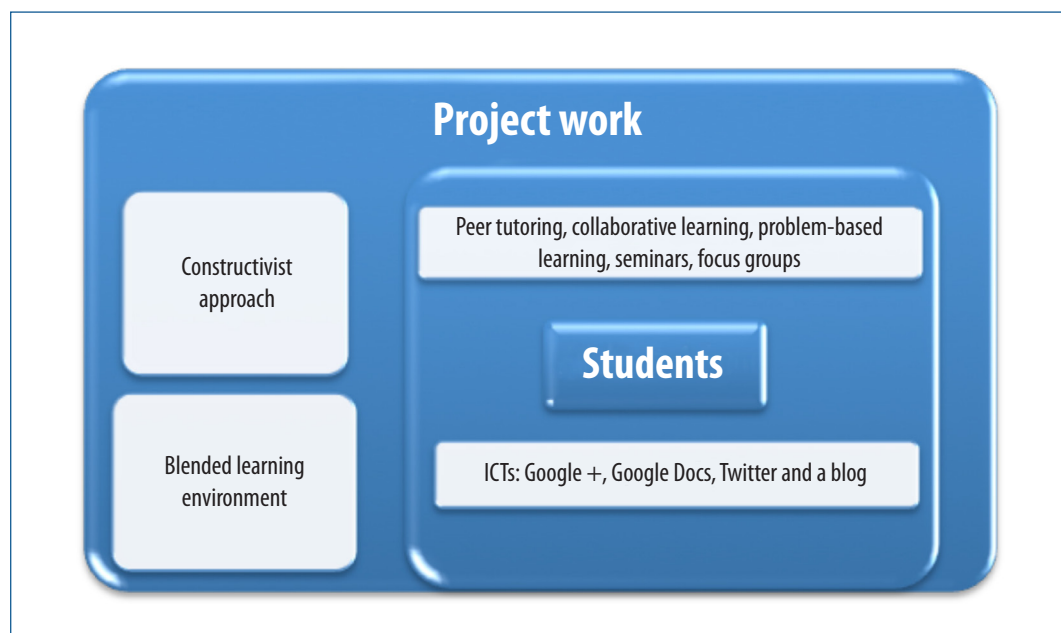 Project work
Constructivist
approach
Blended learning
environment
Peer tutoring, collaborative learning, problem-based
learning, seminars, focus groups
Students
ICTs: Google +, Google Docs, Twitter and a blog